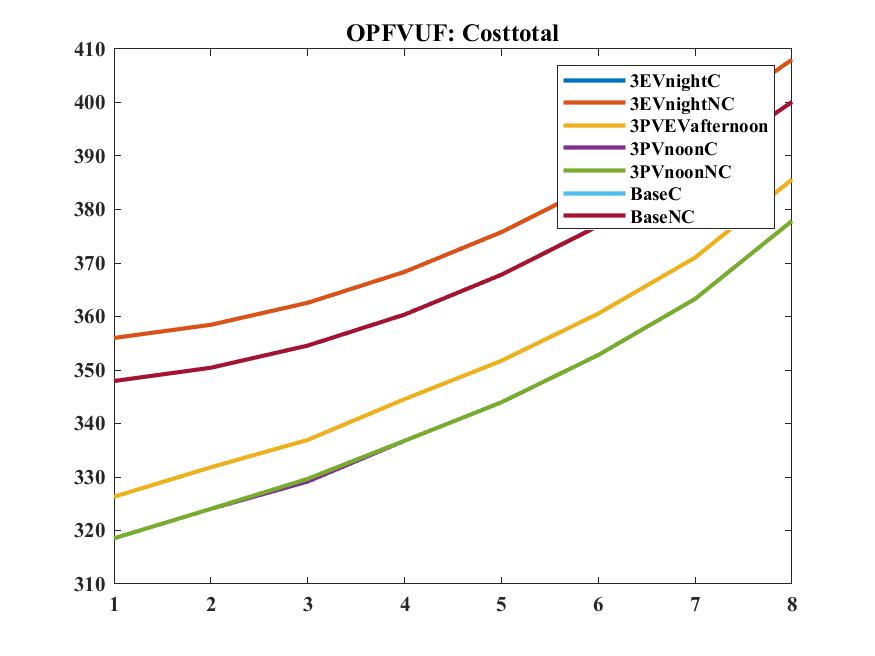 OPFVUF: Costtotal
410
400
390
380
370
360
350
340
330
320
310
3EVnightC
3EVnightNC
3PVEVafternoon
3PVnoonC
3PVnoonNC
BaseC
BaseNC
1 2 3 4 5 6 7 8